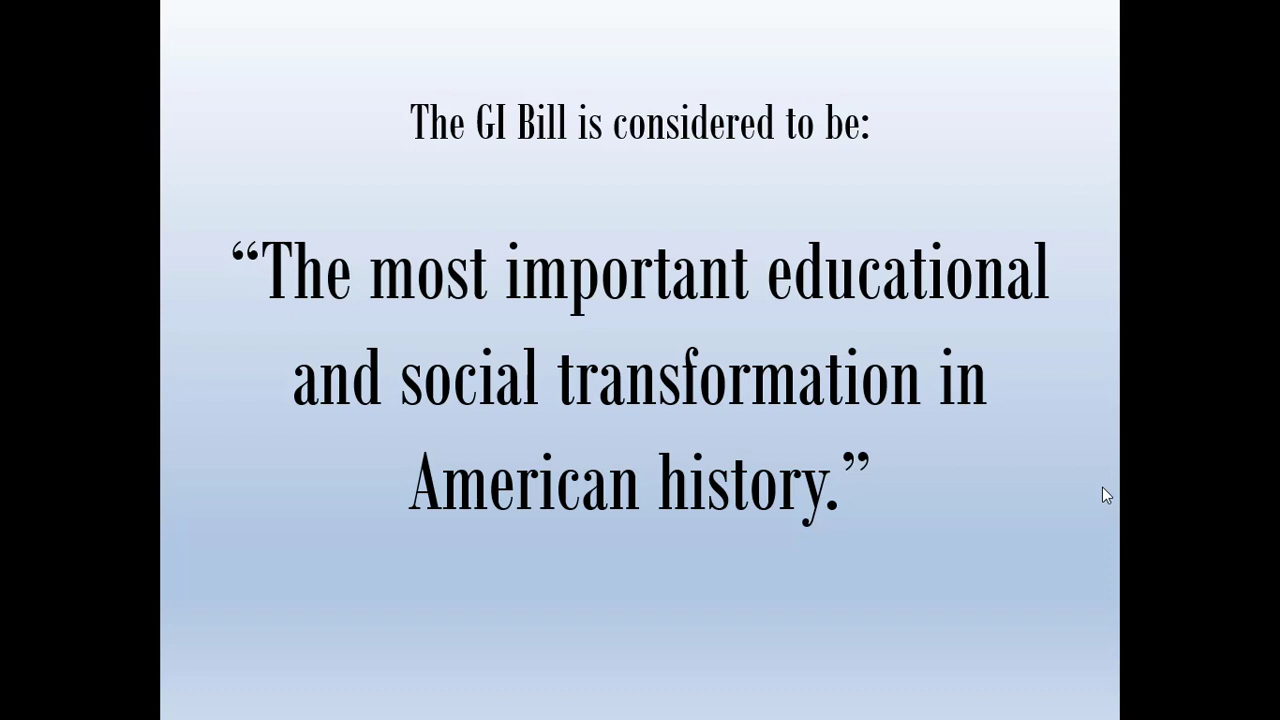 The GI Bill is considered to be:
“The most important educational
and social transformation in
American history.”